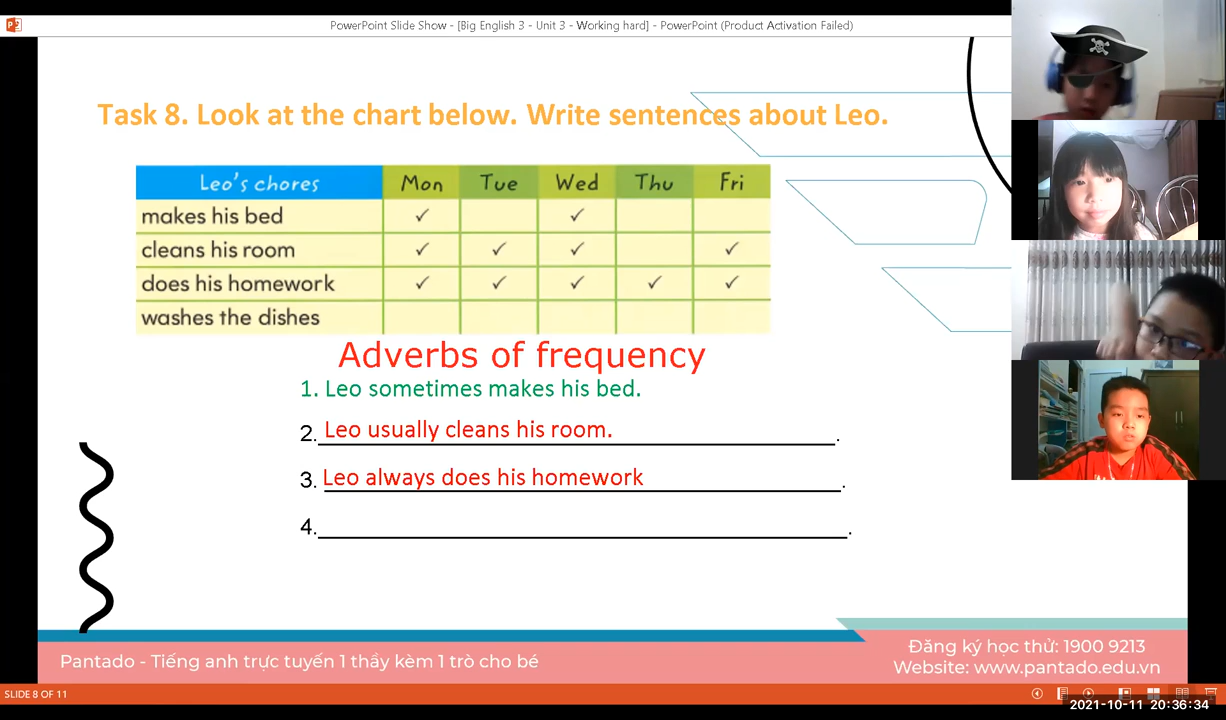 PowerPoint Slide Show - [Big English 3 - Unit 3 - Working hard] - PowerPoint (Product Activation Failed)
Task 8. Look at the chart below. Write sentences about Leo.
Leo's chores Mon Tue Wed Thu Fri
makes his bed ✓ ✓
cleans his room ✓ ✓ ✓ ✓
does his homework ✓ ✓ ✓ ✓ ✓
washes the dishes
Adverbs of frequency
1. Leo sometimes makes his bed.
2. Leo usually cleans his room. .
3. Leo always does his homework .
4. .
Pantado - Tiếng anh trực tuyến 1 thầy kèm 1 trò cho bé
Đăng ký học thử: 1900 9213
Website: www.pantado.edu.vn
SLIDE 8 OF 11
2021-10-11 20:36:34